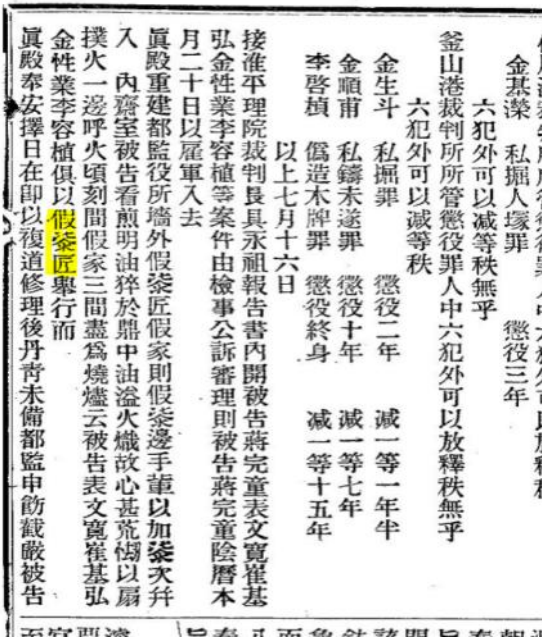 金基濚 私掘人塚罪 懲役三年
六犯外可以减等秩無乎
釜山港裁判所所管懲役罪人中六犯外可以放釋秩無乎
六犯外可以减等秩
金生斗 私掘罪 懲役二年 减一等一年半
金順甫 私鑄未遂罪 懲役十年 减一等七年
李啓楨 僞造木牌罪 懲役終身 减一等十五年
以上七月十六日
接准平理院裁判長具永祖報告書內開被告蔣完童表文寬崔基
弘金性業李容植等案件由檢事公訴審理則被告蔣完童陰曆本
月二十日以雇軍入去
眞殿重建都監役所墻外假漆匠假家則假漆邊手董以加漆次幷
入 內齋室被告看煎明油猝於鼎中油溢火熾故心甚荒惚以扇
撲火一邊呼火頃刻間假家三間盡爲燒燼云被告表文寬崔基弘
金性業李容植俱以假漆匠擧行而
眞殿奉安擇日在卽以複道修理後丹靑未備都監申飭截嚴被告